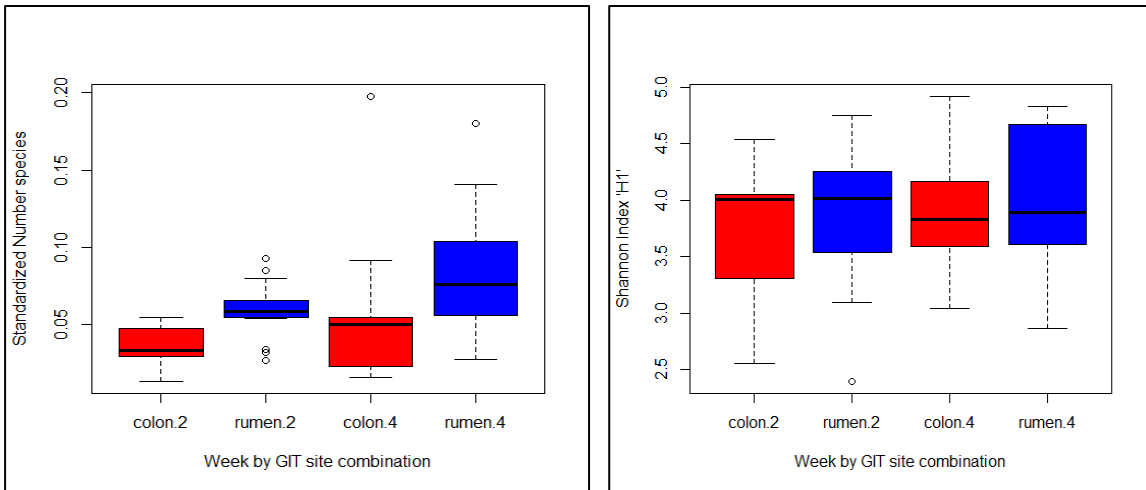 Standardized Number species
0.20
0.15
0.10
0.05
colon.2 rumen.2 colon.4 rumen.4
Week by GIT site combination
Shannon Index 'H1'
5.0
4.5
4.0
3.5
3.0
2.5
colon.2 rumen.2 colon.4 rumen.4
Week by GIT site combination